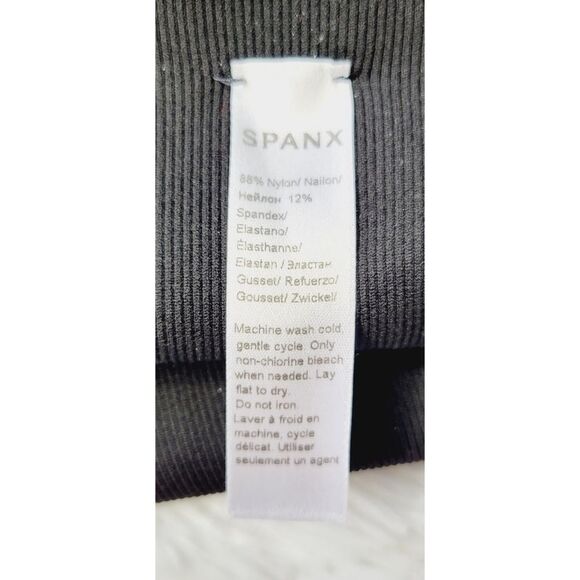 SPANX
88% Nylon/ Nailon/
Нейлон 12%
Spandex/
Elastano/
Élasthanne/
Elastan / Эластан
Gusset/ Refuerzo/
Gousset/ Zwickel/
Machine wash cold,
gentle cycle. Only
non-chlorine bleach
when needed. Lay
flat to dry.
Do not iron.
Laver à froid en
machine, cycle
délicat. Utiliser
seulement un agent